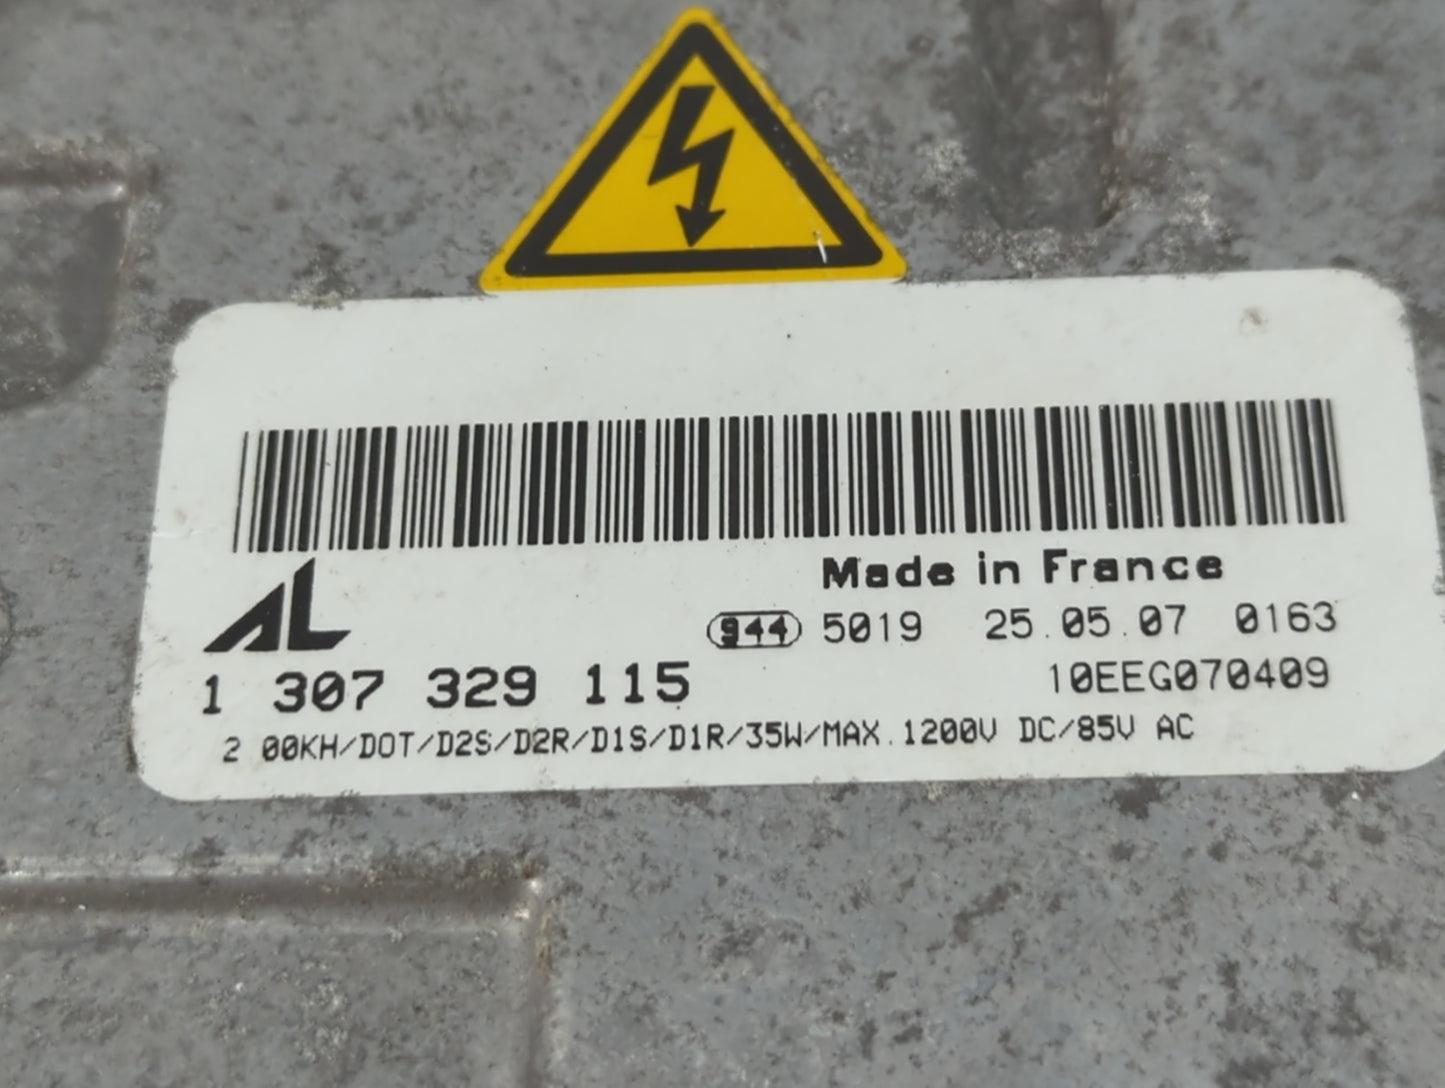 Made in France
AL
944 5019 25.05.07 0163
1 307 329 115
10EEG070409
2 00KH/DOT/D2S/D2R/D1S/D1R/35W/MAX.1200V DC/85V AC